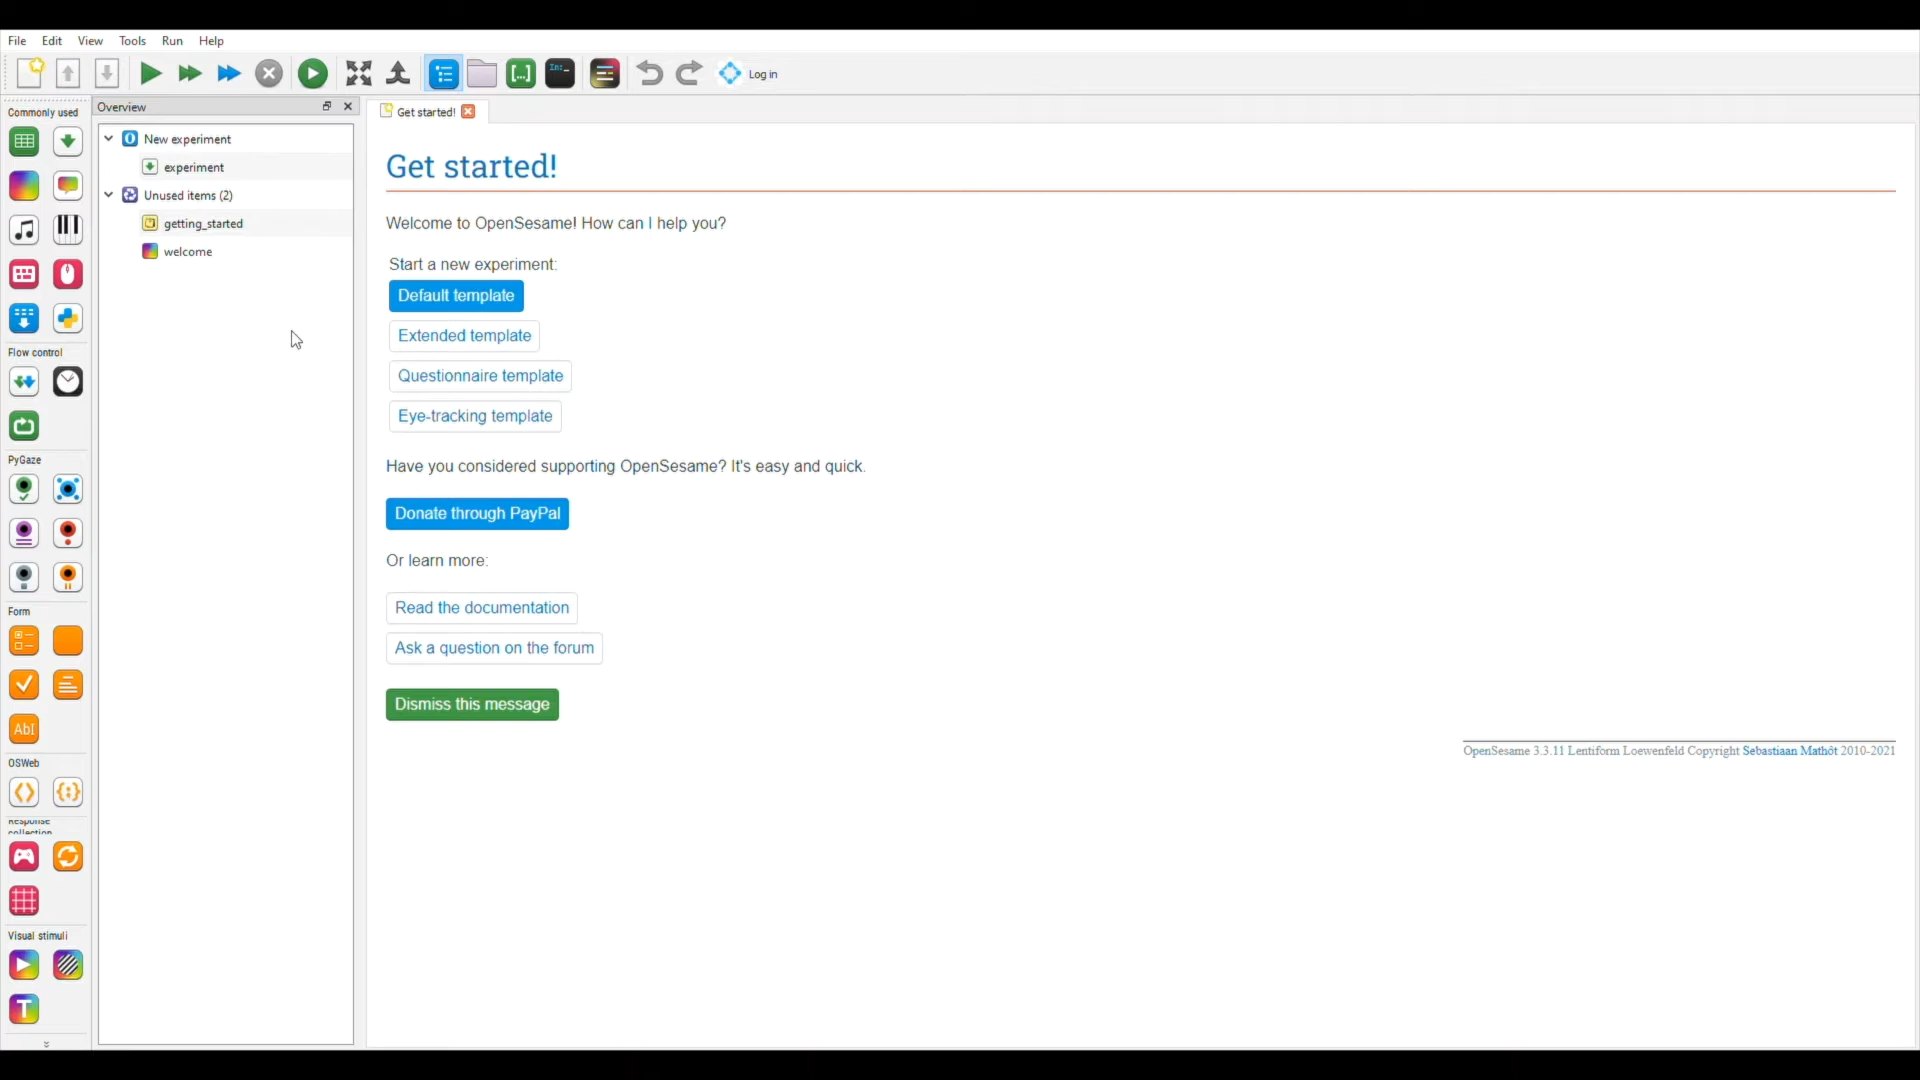 File Edit View Tools Run Help
In:_
Log in
Commonly used
Overview
Get started!
New experiment
experiment
Unused items (2)
getting_started
welcome
Get started!
Welcome to OpenSesame! How can I help you?
Start a new experiment:
Default template
Extended template
Questionnaire template
Eye-tracking template
Have you considered supporting OpenSesame? It's easy and quick.
Donate through PayPal
Or learn more:
Read the documentation
Ask a question on the forum
Dismiss this message
OpenSesame 3.3.11 Lentiform Loewenfeld Copyright Sebastiaan Mathôt 2010-2021
Flow control
PyGaze
Form
AbI
OSWeb
Response
collection
Visual stimuli
T